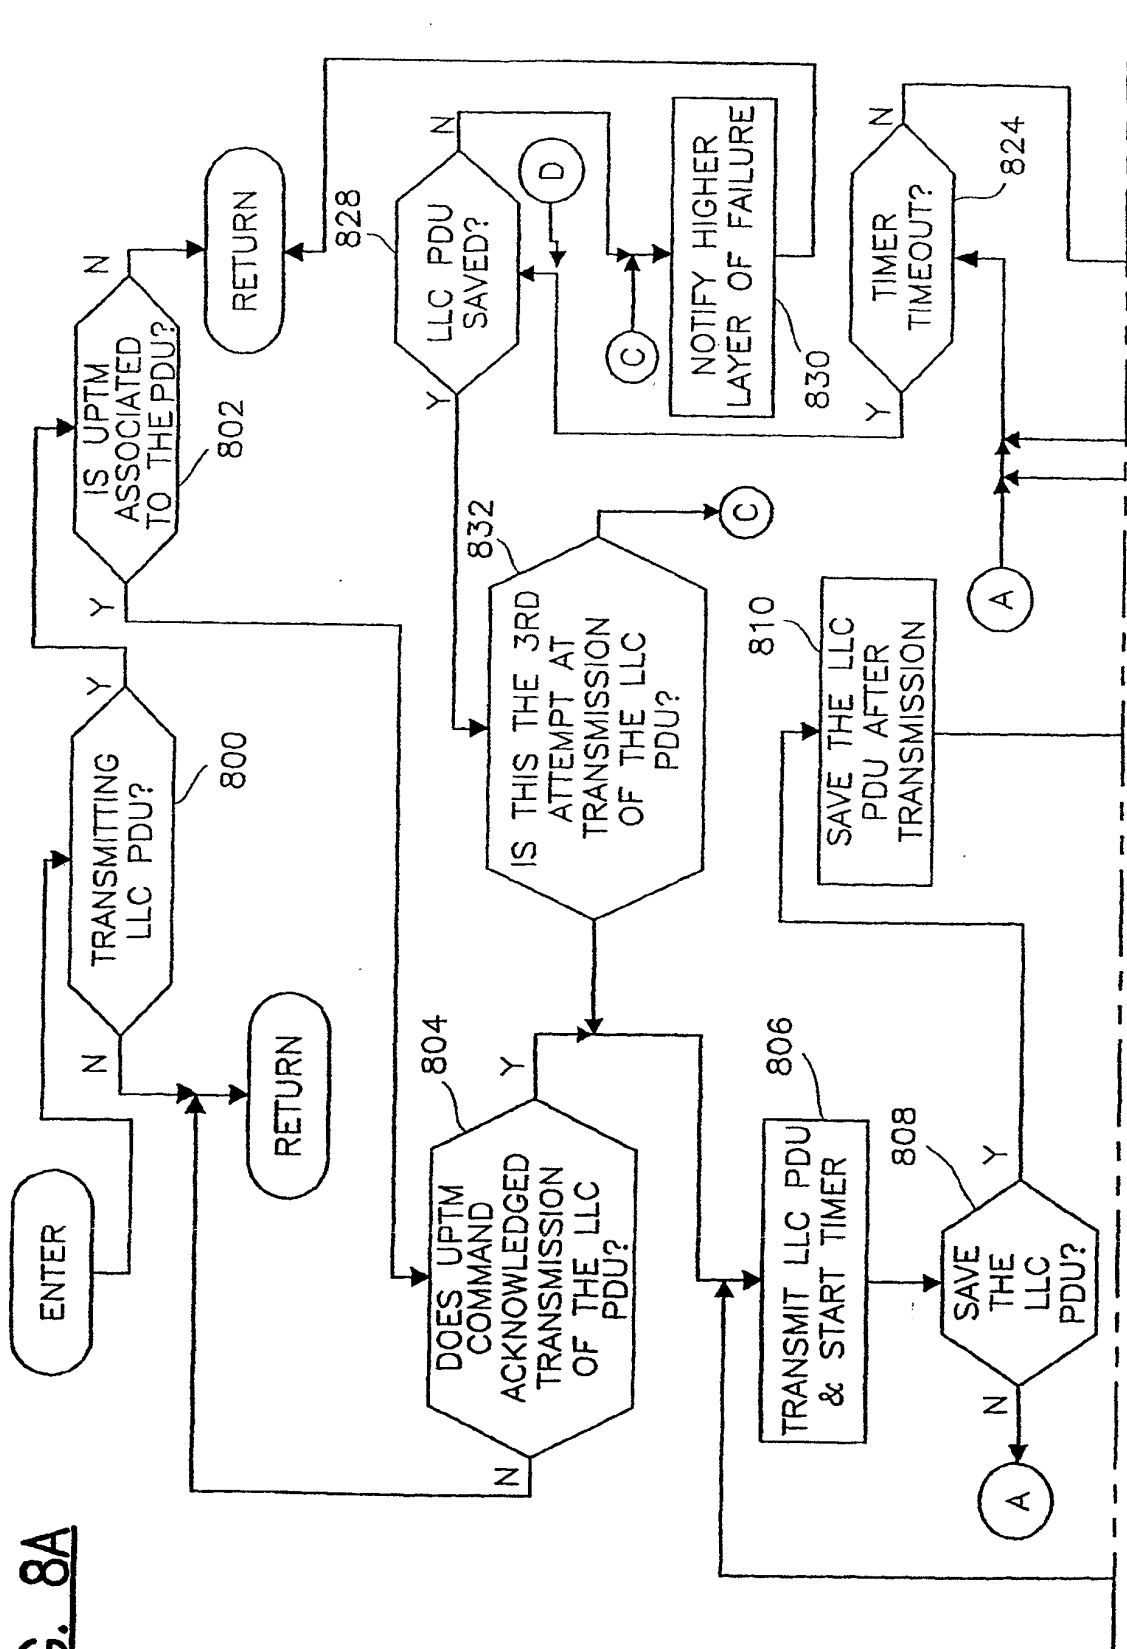 G. 8A
ENTER
N
TRANSMITTING
LLC PDU?
Y
800
Y
IS UPTM
ASSOCIATED
TO THE PDU?
N
802
RETURN
RETURN
DOES UPTM
COMMAND
ACKNOWLEDGED
TRANSMISSION
OF THE LLC
PDU?
N
Y
804
IS THIS THE 3RD
ATTEMPT AT
TRANSMISSION
OF THE LLC
PDU?
832
C
Y
LLC PDU
SAVED?
N
828
D
C
NOTIFY HIGHER
LAYER OF FAILURE
830
TRANSMIT LLC PDU
& START TIMER
806
SAVE
THE
LLC
PDU?
N
Y
808
A
SAVE THE LLC
PDU AFTER
TRANSMISSION
810
A
Y
TIMER
TIMEOUT?
N
824